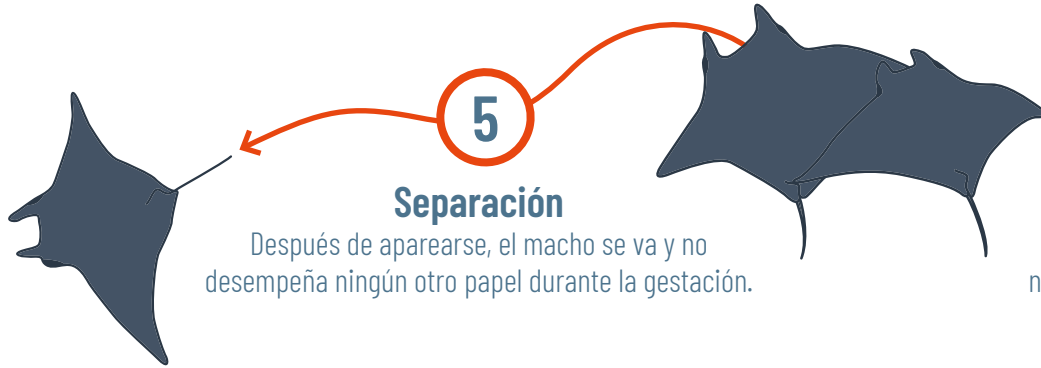 5
Separación
Después de aparearse, el macho se va y no
desempeña ningún otro papel durante la gestación.
n